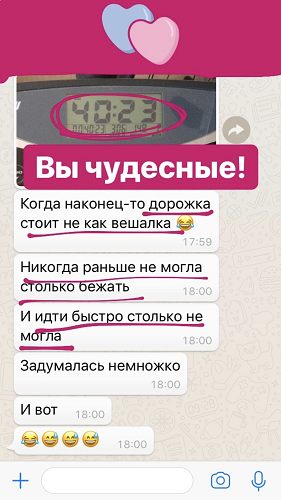 40:23
Вы чудесные!
Когда наконец-то дорожка
стоит не как вешалка 😂
17:59
Никогда раньше не могла
столько бежать
18:00
И идти быстро столько не
могла
18:00
Задумалась немножко
18:00
И вот
18:00
😂😅😅😅
18:00